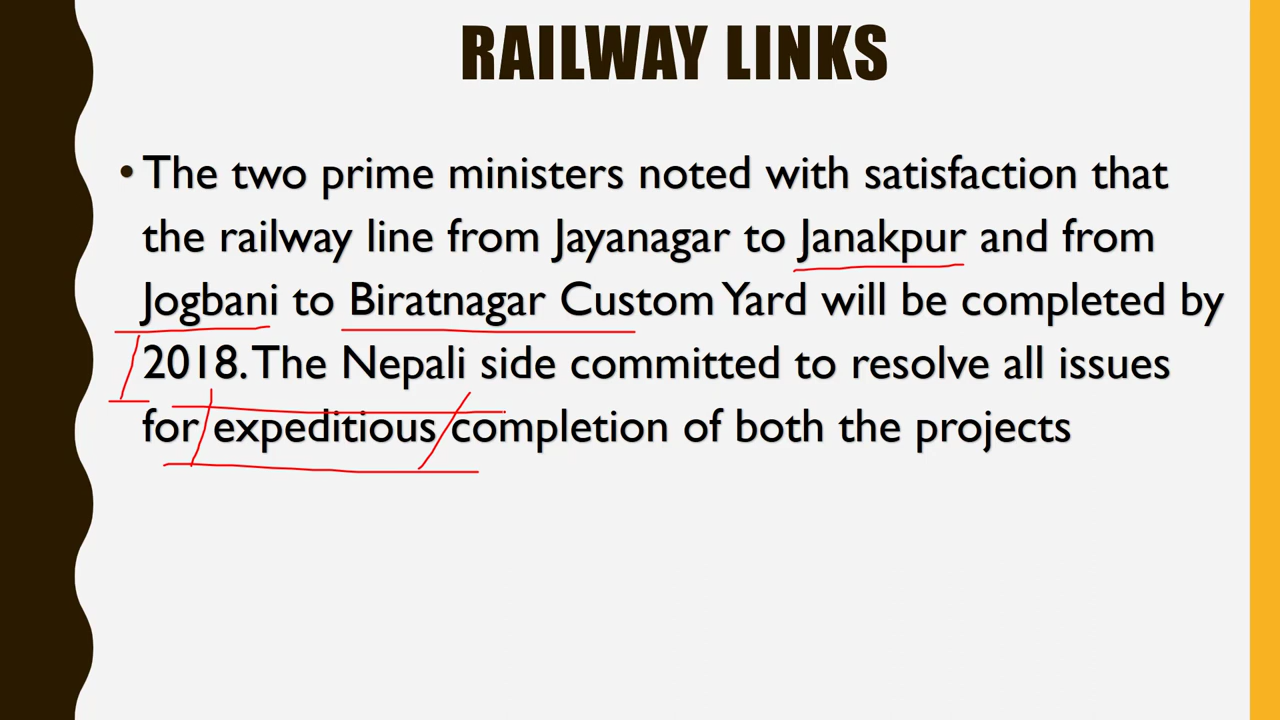 RAILWAY LINKS
• The two prime ministers noted with satisfaction that
the railway line from Jayanagar to Janakpur and from
Jogbani to Biratnagar Custom Yard will be completed by
2018. The Nepali side committed to resolve all issues
for expeditious completion of both the projects